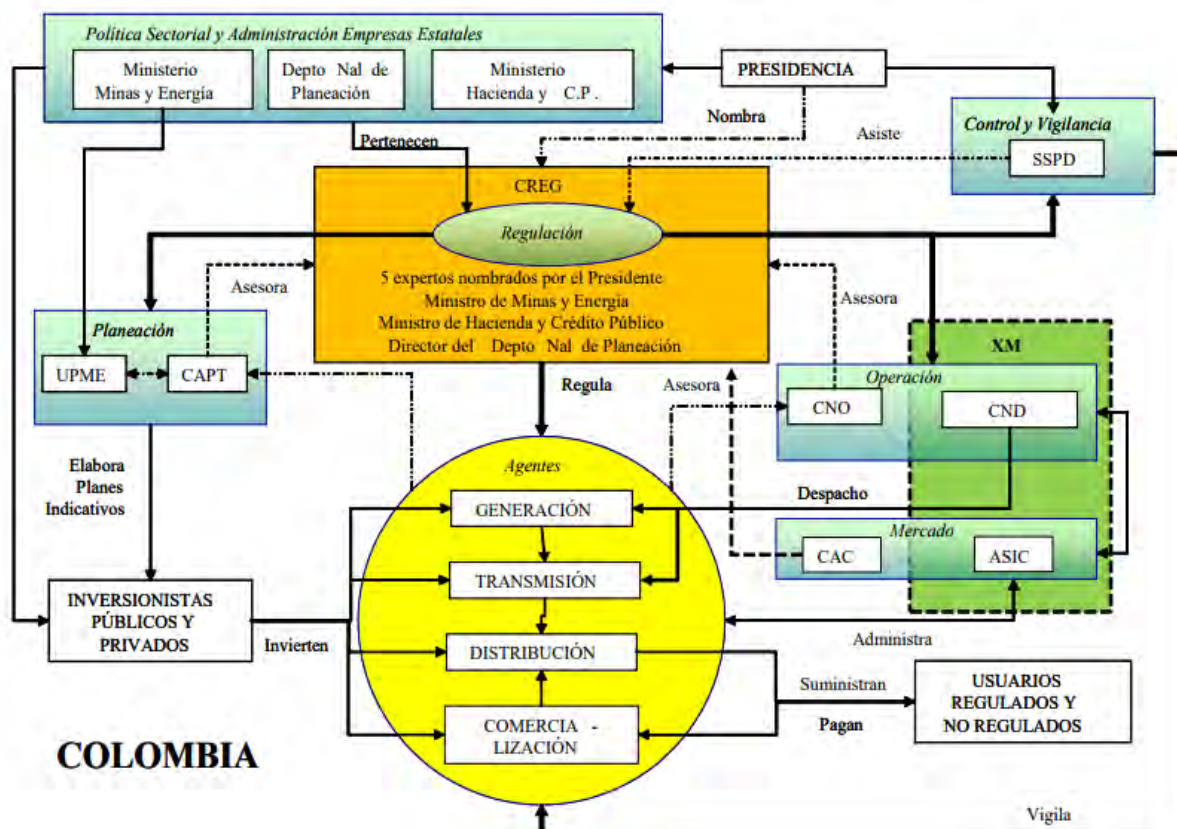 Política Sectorial y Administración Empresas Estatales
Ministerio
Minas y Energía
Depto Nal de
Planeación
Ministerio
Hacienda y C.P.
PRESIDENCIA
Nombra
Control y Vigilancia
SSPD
Asiste
Pertenecen
CREG
Regulación
5 expertos nombrados por el Presidente
Ministro de Minas y Energía
Ministro de Hacienda y Crédito Público
Director del Depto Nal de Planeación
Asesora
Asesora
Planeación
UPME
CAPT
Regula
Asesora
XM
Operación
CNO
CND
Elabora
Planes
Indicativos
Agentes
GENERACIÓN
Despacho
Mercado
CAC
ASIC
TRANSMISIÓN
INVERSIONISTAS
PÚBLICOS Y
PRIVADOS
Invierten
DISTRIBUCIÓN
Administra
Suministran
Pagan
USUARIOS
REGULADOS Y
NO REGULADOS
COMERCIA -
LIZACIÓN
COLOMBIA
Vigila